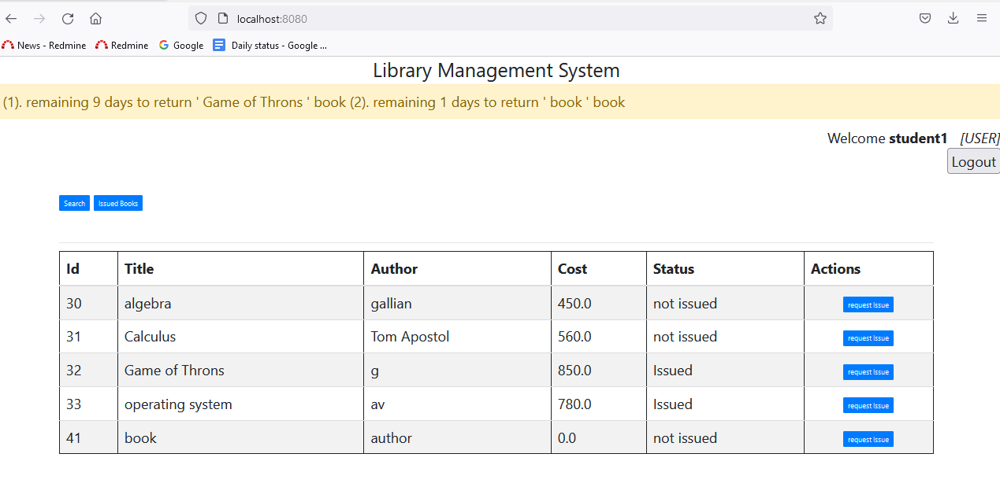 localhost:8080
News - Redmine Redmine Google Daily status - Google ...
Library Management System
(1). remaining 9 days to return ' Game of Throns ' book (2). remaining 1 days to return ' book ' book
Welcome student1 [USER]
Logout
Search Issued Books
Id Title Author Cost Status Actions
30 algebra gallian 450.0 not issued request Issue
31 Calculus Tom Apostol 560.0 not issued request Issue
32 Game of Throns g 850.0 Issued request Issue
33 operating system av 780.0 Issued request Issue
41 book author 0.0 not issued request Issue